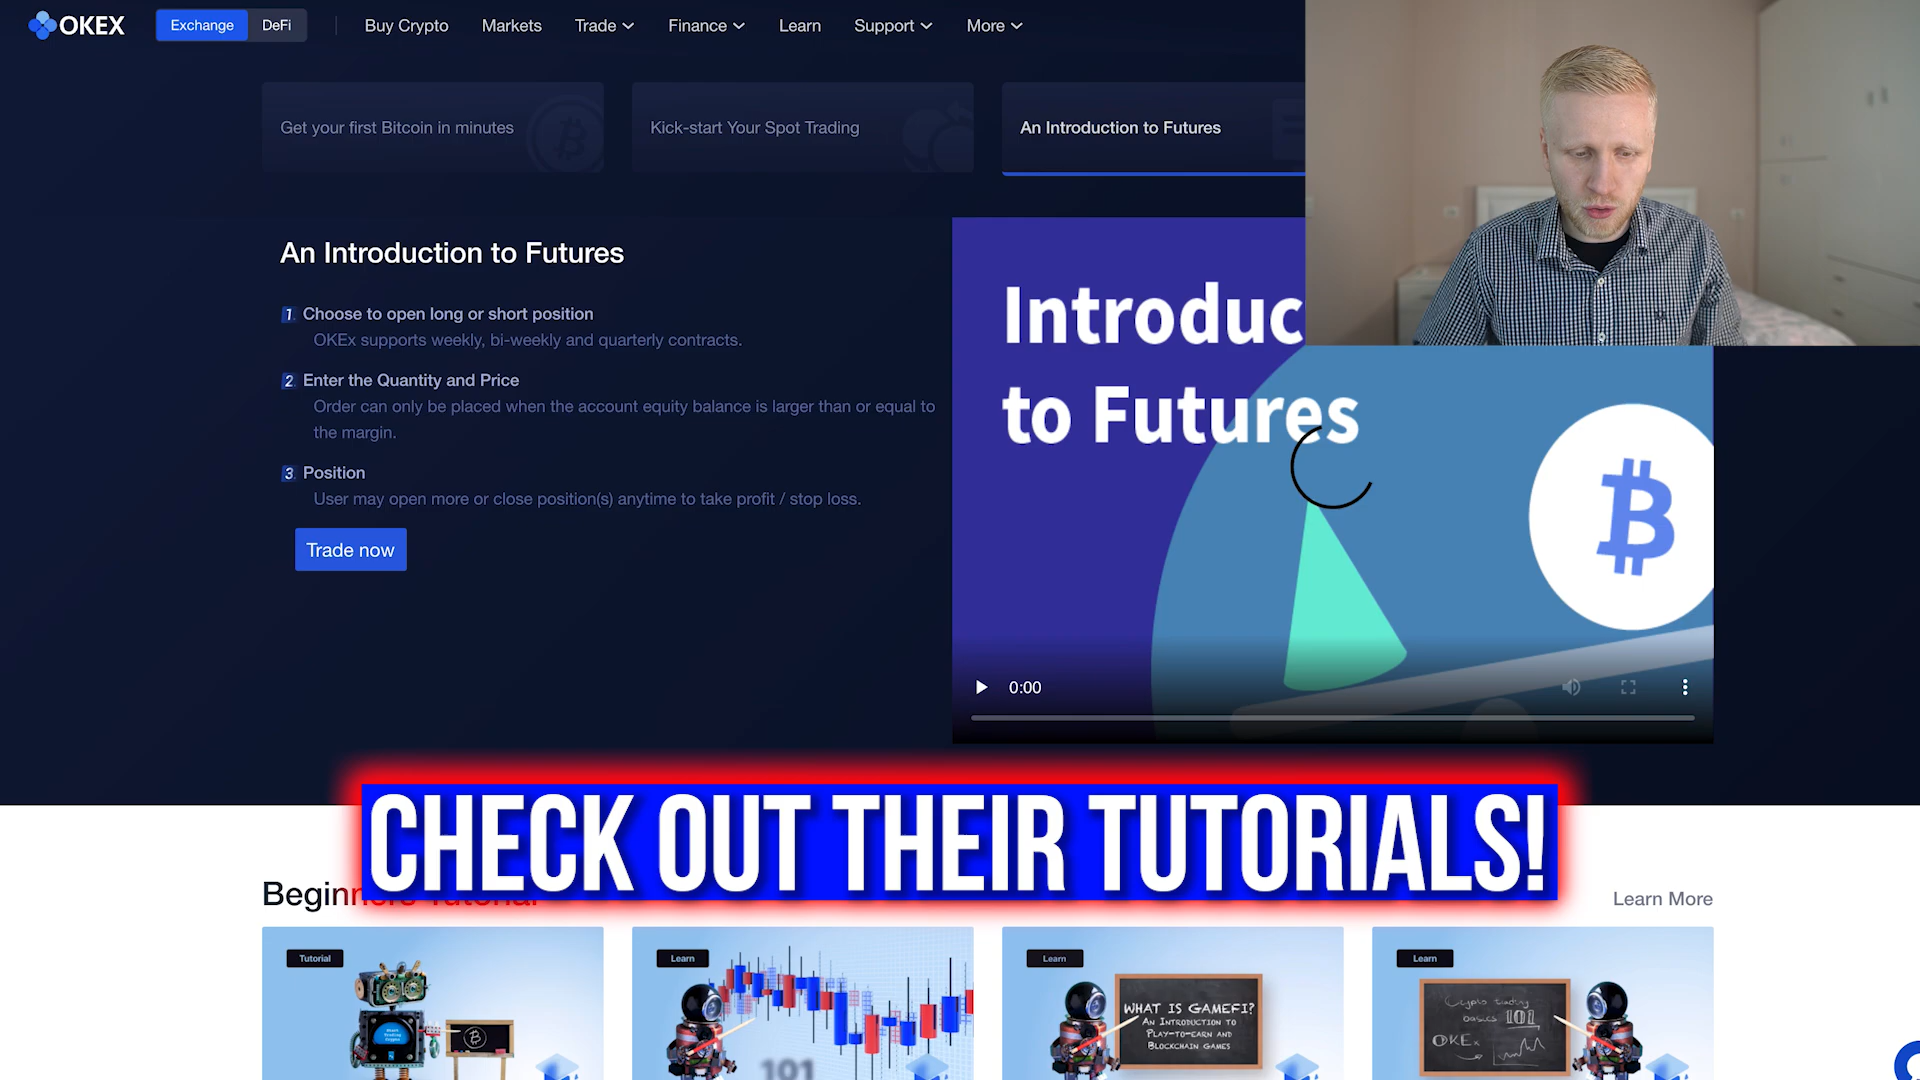 OKEX
Exchange
DeFi
Buy Crypto
Markets
Trade
Finance
Learn
Support
More
Get your first Bitcoin in minutes
Kick-start Your Spot Trading
An Introduction to Futures
An Introduction to Futures
1 Choose to open long or short position
OKEx supports weekly, bi-weekly and quarterly contracts.
2 Enter the Quantity and Price
Order can only be placed when the account equity balance is larger than or equal to
the margin.
3 Position
User may open more or close position(s) anytime to take profit / stop loss.
Trade now
Introduc
to Futures
0:00
CHECK OUT THEIR TUTORIALS!
Beginners Tutorial
Learn More
Tutorial
Learn
101
Learn
WHAT IS GAMEFI?
AN INTRODUCTION TO
PLAY-TO-EARN AND
BLOCKCHAIN GAMES
Learn
Crypto trading
basics 101
OKEx